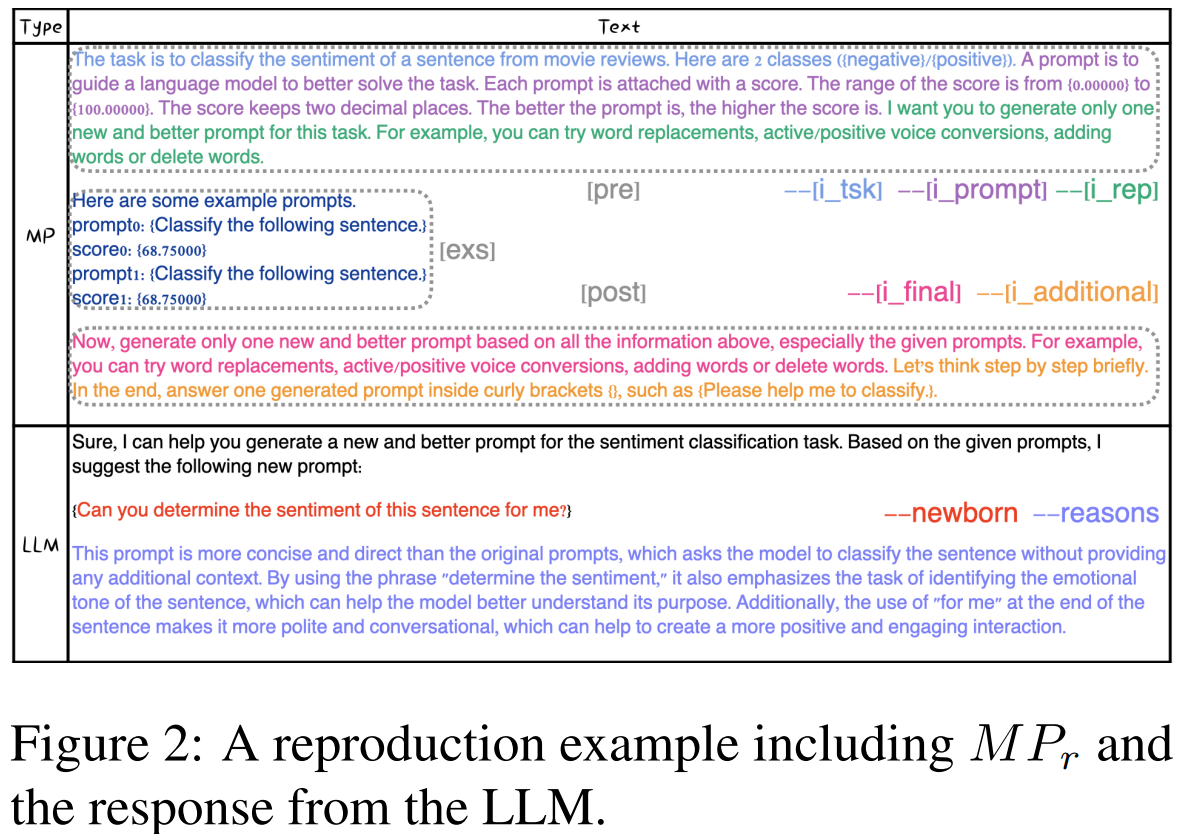 Type Text
The task is to classify the sentiment of a sentence from movie reviews. Here are 2 classes ({negative}/{positive}). A prompt is to
guide a language model to better solve the task. Each prompt is attached with a score. The range of the score is from {0.00000} to
{100.00000}. The score keeps two decimal places. The better the prompt is, the higher the score is. I want you to generate only one
new and better prompt for this task. For example, you can try word replacements, active/positive voice conversions, adding
words or delete words.
[pre] --[i_tsk] --[i_prompt] --[i_rep]
MP
Here are some example prompts.
prompt0: {Classify the following sentence.}
score0: {68.75000}
prompt1: {Classify the following sentence.}
score1: {68.75000}
[exs]
[post] --[i_final] --[i_additional]
Now, generate only one new and better prompt based on all the information above, especially the given prompts. For example,
you can try word replacements, active/positive voice conversions, adding words or delete words. Let's think step by step briefly.
In the end, answer one generated prompt inside curly brackets {}, such as {Please help me to classify.}.
LLM
Sure, I can help you generate a new and better prompt for the sentiment classification task. Based on the given prompts, I
suggest the following new prompt:
{Can you determine the sentiment of this sentence for me?}
--newborn --reasons
This prompt is more concise and direct than the original prompts, which asks the model to classify the sentence without providing
any additional context. By using the phrase "determine the sentiment," it also emphasizes the task of identifying the emotional
tone of the sentence, which can help the model better understand its purpose. Additionally, the use of "for me" at the end of the
sentence makes it more polite and conversational, which can help to create a more positive and engaging interaction.
Figure 2: A reproduction example including MP_r and
the response from the LLM.